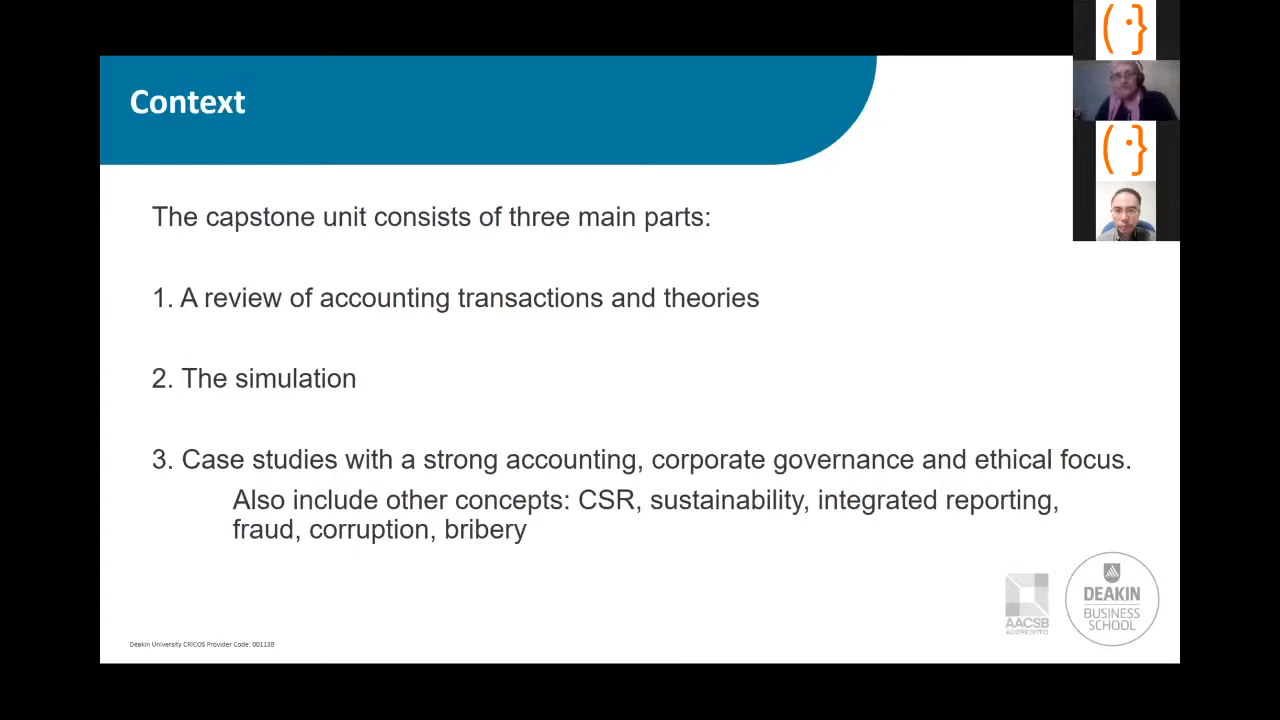 Context
The capstone unit consists of three main parts:
1. A review of accounting transactions and theories
2. The simulation
3. Case studies with a strong accounting, corporate governance and ethical focus.
Also include other concepts: CSR, sustainability, integrated reporting,
fraud, corruption, bribery
AACSB
ACCREDITED
DEAKIN
BUSINESS
SCHOOL
Deakin University CRICOS Provider Code: 00113B